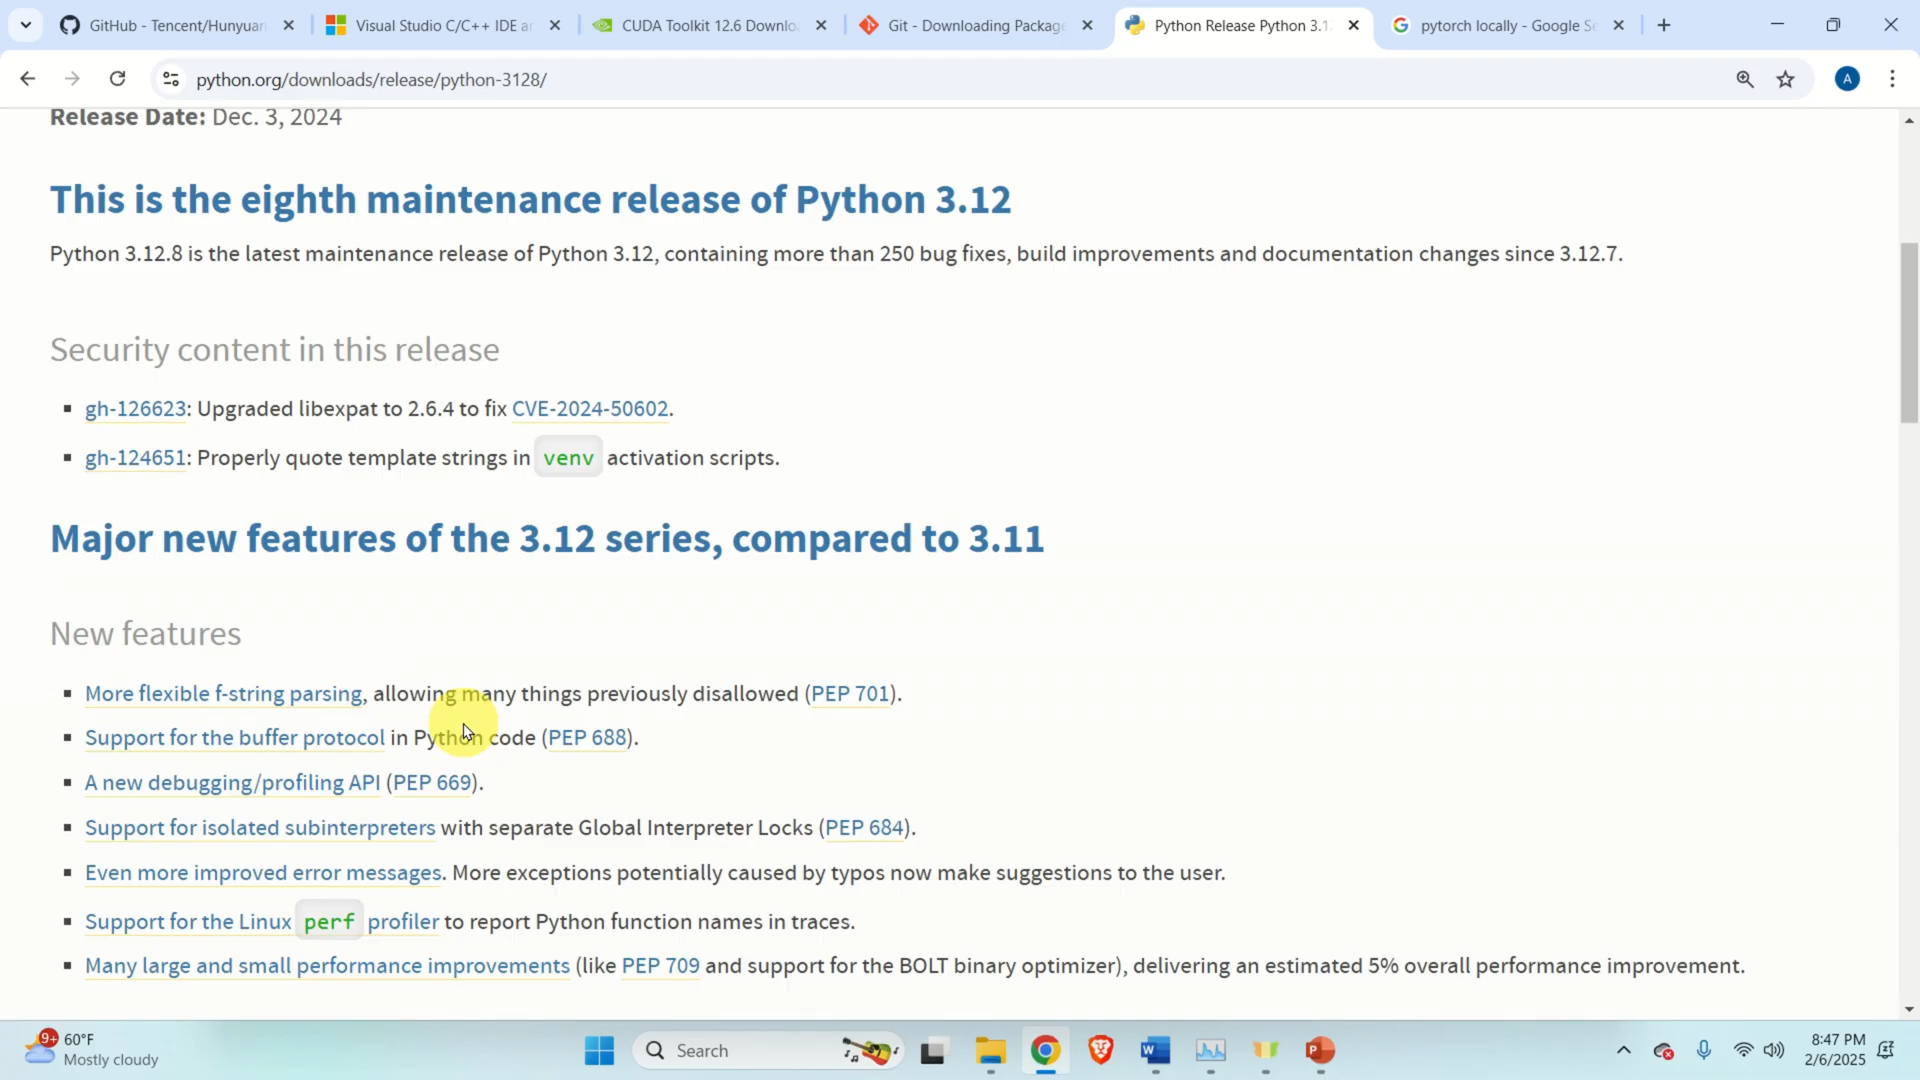 GitHub - Tencent/Hunyuan
Visual Studio C/C++ IDE ar
CUDA Toolkit 12.6 Downlo
Git - Downloading Package
Python Release Python 3.1
pytorch locally - Google Se
python.org/downloads/release/python-3128/
A
Release Date: Dec. 3, 2024
This is the eighth maintenance release of Python 3.12
Python 3.12.8 is the latest maintenance release of Python 3.12, containing more than 250 bug fixes, build improvements and documentation changes since 3.12.7.
Security content in this release
gh-126623: Upgraded libexpat to 2.6.4 to fix CVE-2024-50602.
gh-124651: Properly quote template strings in venv activation scripts.
Major new features of the 3.12 series, compared to 3.11
New features
More flexible f-string parsing, allowing many things previously disallowed (PEP 701).
Support for the buffer protocol in Python code (PEP 688).
A new debugging/profiling API (PEP 669).
Support for isolated subinterpreters with separate Global Interpreter Locks (PEP 684).
Even more improved error messages. More exceptions potentially caused by typos now make suggestions to the user.
Support for the Linux perf profiler to report Python function names in traces.
Many large and small performance improvements (like PEP 709 and support for the BOLT binary optimizer), delivering an estimated 5% overall performance improvement.
9+
60°F
Mostly cloudy
Search
8:47 PM
2/6/2025